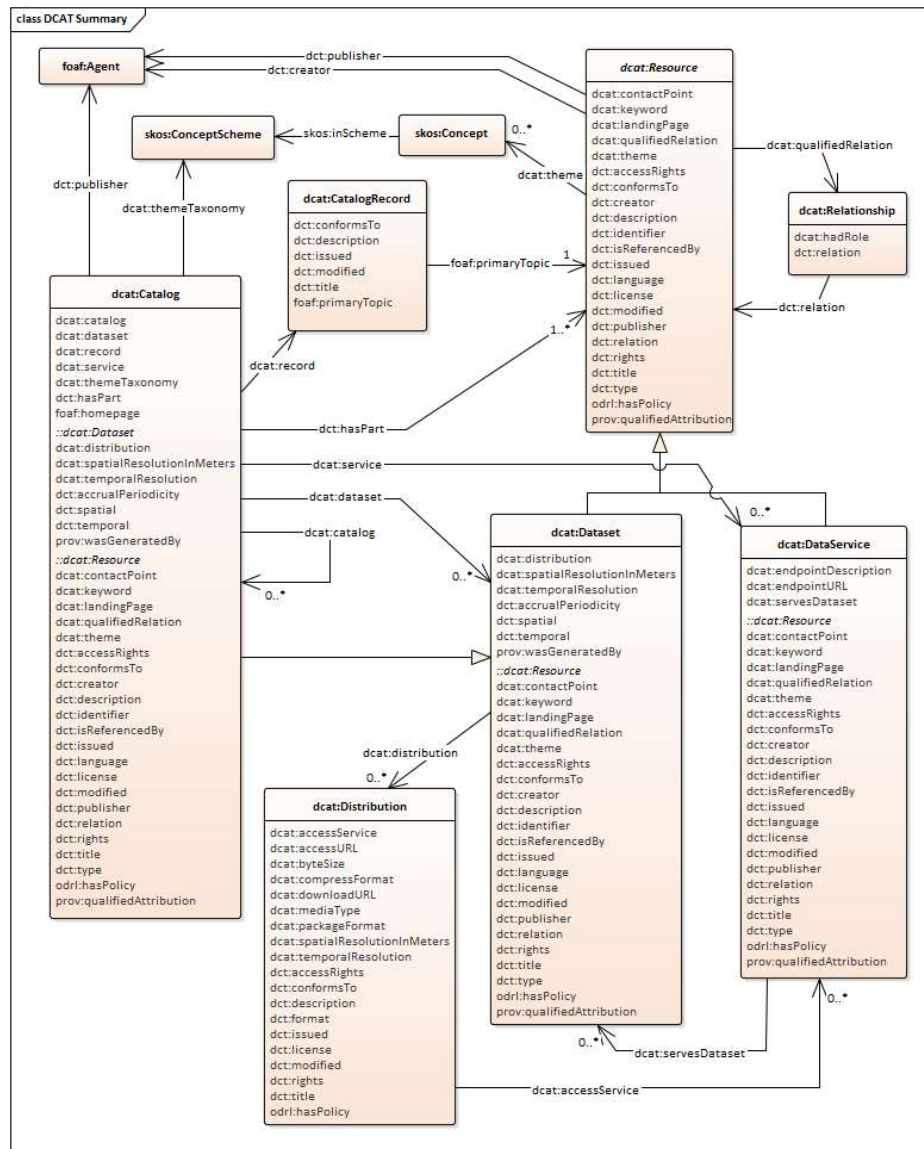 class DCAT Summary
foaf:Agent
dct:publisher
dct:creator
skos:ConceptScheme
skos:inScheme
skos:Concept
0..*
dcat:theme
dct:publisher
dcat:themeTaxonomy
dcat:Resource
dcat:contactPoint
dcat:keyword
dcat:landingPage
dcat:qualifiedRelation
dcat:theme
dct:accessRights
dct:conformsTo
dct:creator
dct:description
dct:identifier
dct:isReferencedBy
dct:issued
dct:language
dct:license
dct:modified
dct:publisher
dct:relation
dct:rights
dct:title
dct:type
odrl:hasPolicy
prov:qualifiedAttribution
dcat:qualifiedRelation
dcat:Relationship
dcat:hadRole
dct:relation
dct:relation
dcat:CatalogRecord
dct:conformsTo
dct:description
dct:issued
dct:modified
dct:title
foaf:primaryTopic
foaf:primaryTopic
1
1..*
dcat:record
dct:hasPart
dcat:service
0..*
dcat:dataset
0..*
dcat:catalog
0..*
dcat:Catalog
dcat:catalog
dcat:dataset
dcat:record
dcat:service
dcat:themeTaxonomy
dct:hasPart
foaf:homepage
::dcat:Dataset
dcat:distribution
dcat:spatialResolutionInMeters
dcat:temporalResolution
dct:accrualPeriodicity
dct:spatial
dct:temporal
prov:wasGeneratedBy
::dcat:Resource
dcat:contactPoint
dcat:keyword
dcat:landingPage
dcat:qualifiedRelation
dcat:theme
dct:accessRights
dct:conformsTo
dct:creator
dct:description
dct:identifier
dct:isReferencedBy
dct:issued
dct:language
dct:license
dct:modified
dct:publisher
dct:relation
dct:rights
dct:title
dct:type
odrl:hasPolicy
prov:qualifiedAttribution
dcat:Dataset
dcat:distribution
dcat:spatialResolutionInMeters
dcat:temporalResolution
dct:accrualPeriodicity
dct:spatial
dct:temporal
prov:wasGeneratedBy
::dcat:Resource
dcat:contactPoint
dcat:keyword
dcat:landingPage
dcat:qualifiedRelation
dcat:theme
dct:accessRights
dct:conformsTo
dct:creator
dct:description
dct:identifier
dct:isReferencedBy
dct:issued
dct:language
dct:license
dct:modified
dct:publisher
dct:relation
dct:rights
dct:title
dct:type
odrl:hasPolicy
prov:qualifiedAttribution
dcat:DataService
dcat:endpointDescription
dcat:endpointURL
dcat:servesDataset
::dcat:Resource
dcat:contactPoint
dcat:keyword
dcat:landingPage
dcat:qualifiedRelation
dcat:theme
dct:accessRights
dct:conformsTo
dct:creator
dct:description
dct:identifier
dct:isReferencedBy
dct:issued
dct:language
dct:license
dct:modified
dct:publisher
dct:relation
dct:rights
dct:title
dct:type
odrl:hasPolicy
prov:qualifiedAttribution
dcat:distribution
0..*
dcat:Distribution
dcat:accessService
dcat:accessURL
dcat:byteSize
dcat:compressFormat
dcat:downloadURL
dcat:mediaType
dcat:packageFormat
dcat:spatialResolutionInMeters
dcat:temporalResolution
dct:accessRights
dct:conformsTo
dct:description
dct:format
dct:issued
dct:license
dct:modified
dct:rights
dct:title
odrl:hasPolicy
0..*
dcat:servesDataset
0..*
dcat:accessService